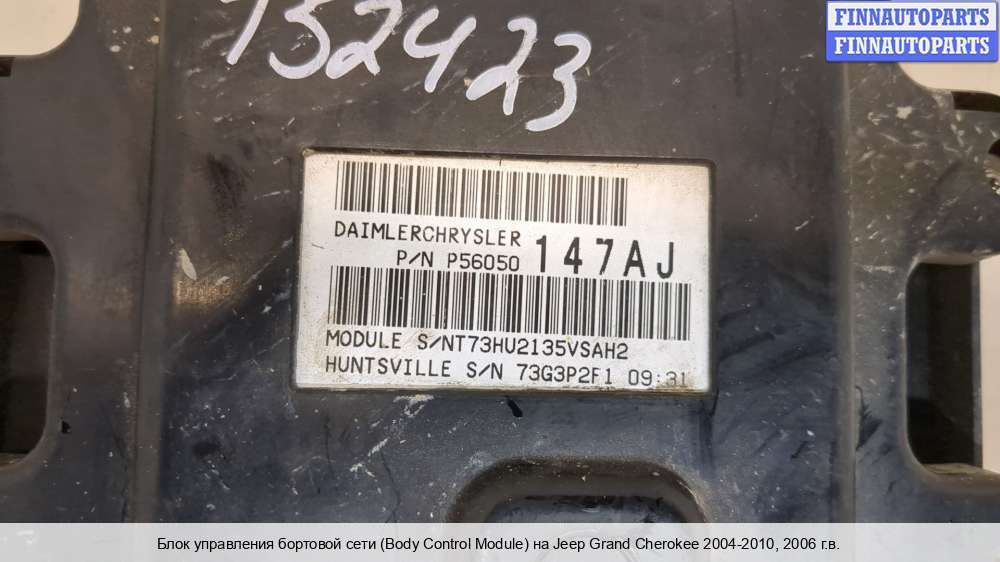 732423
FINNAUTOPARTS
FINNAUTOPARTS
DAIMLERCHRYSLER 147AJ
P/N P56050
MODULE S/NT73HU2135VSAH2
HUNTSVILLE S/N 73G3P2F1 09:31
Блок управления бортовой сети (Body Control Module) на Jeep Grand Cherokee 2004-2010, 2006 г.в.